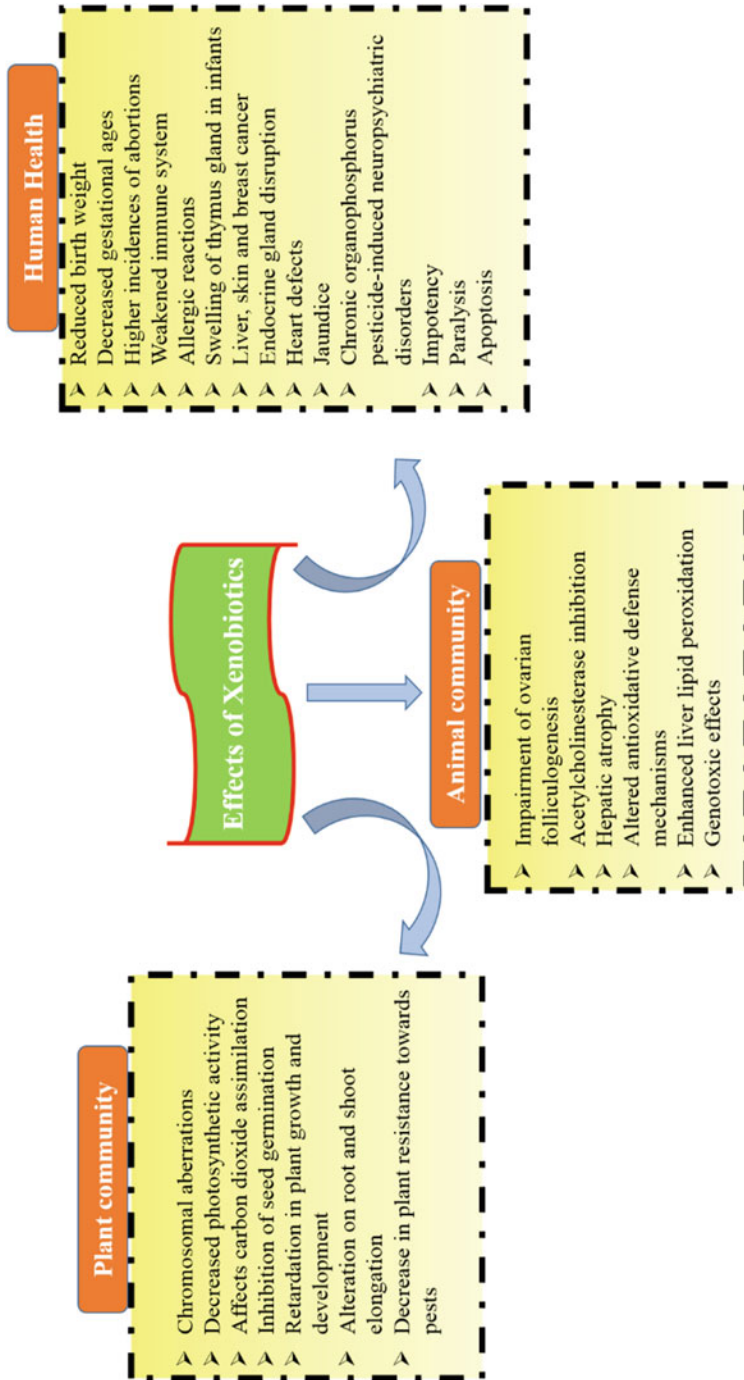 Effects of Xenobiotics
Plant community
➢ Chromosomal aberrations
➢ Decreased photosynthetic activity
➢ Affects carbon dioxide assimilation
➢ Inhibition of seed germination
➢ Retardation in plant growth and
development
➢ Alteration on root and shoot
elongation
➢ Decrease in plant resistance towards
pests
Animal community
➢ Impairment of ovarian
folliculogenesis
➢ Acetylcholinesterase inhibition
➢ Hepatic atrophy
➢ Altered antioxidative defense
mechanisms
➢ Enhanced liver lipid peroxidation
➢ Genotoxic effects
Human Health
➢ Reduced birth weight
➢ Decreased gestational ages
➢ Higher incidences of abortions
➢ Weakened immune system
➢ Allergic reactions
➢ Swelling of thymus gland in infants
➢ Liver, skin and breast cancer
➢ Endocrine gland disruption
➢ Heart defects
➢ Jaundice
➢ Chronic organophosphorus
pesticide-induced neuropsychiatric
disorders
➢ Impotency
➢ Paralysis
➢ Apoptosis